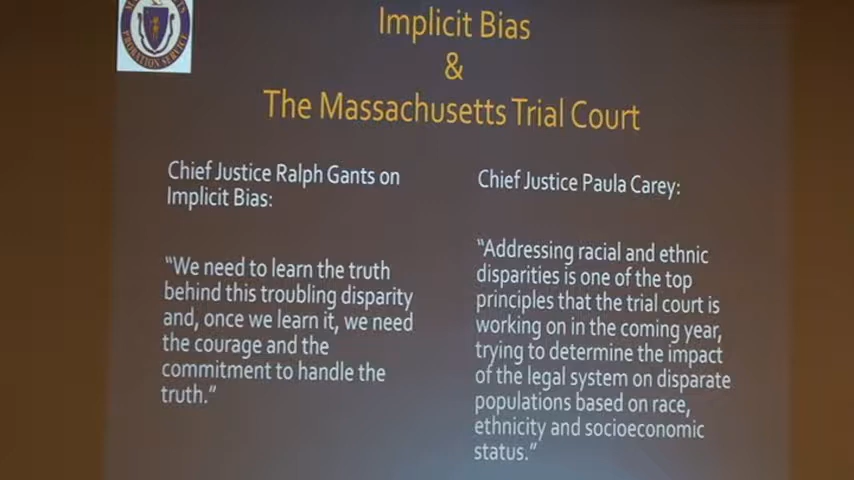 PROBATION SERVICE
Implicit Bias
&
The Massachusetts Trial Court
Chief Justice Ralph Gants on
Implicit Bias:
“We need to learn the truth
behind this troubling disparity
and, once we learn it, we need
the courage and the
commitment to handle the
truth.”
Chief Justice Paula Carey:
“Addressing racial and ethnic
disparities is one of the top
principles that the trial court is
working on in the coming year,
trying to determine the impact
of the legal system on disparate
populations based on race,
ethnicity and socioeconomic
status.”